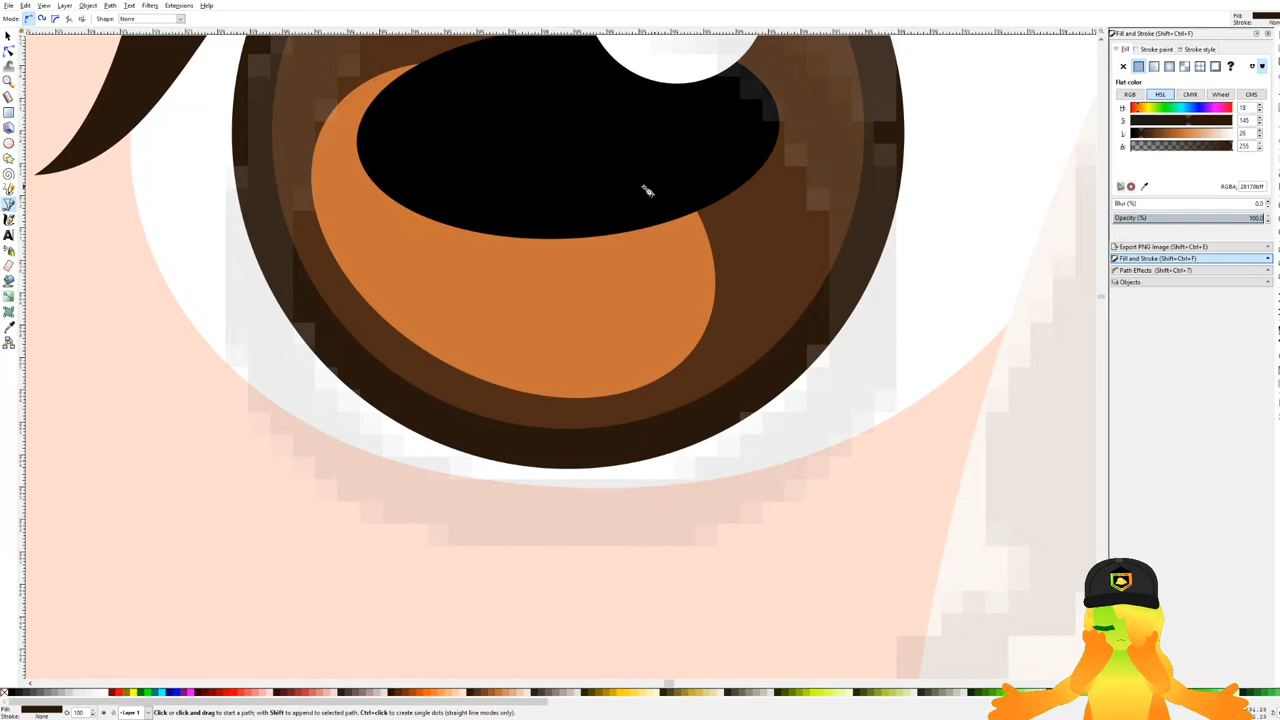 File Edit View Layer Object Path Text Filters Extensions Help
Mode: Shape: None
Fill:
Stroke:
Fill and Stroke (Shift+Ctrl+F)
Fill Stroke paint Stroke style
Flat color
RGB HSL CMYK Wheel CMS
H: 18
S: 145
L: 26
A: 255
RGBA: 28170bff
Blur (%) 0.0
Opacity (%) 100.0
Export PNG Image (Shift+Ctrl+E)
Fill and Stroke (Shift+Ctrl+F)
Path Effects (Shift+Ctrl+7)
Objects
Fill:
Stroke: None
O: 100
Layer 1
Click or click and drag to start a path; with Shift to append to selected path. Ctrl+click to create single dots (straight line modes only).